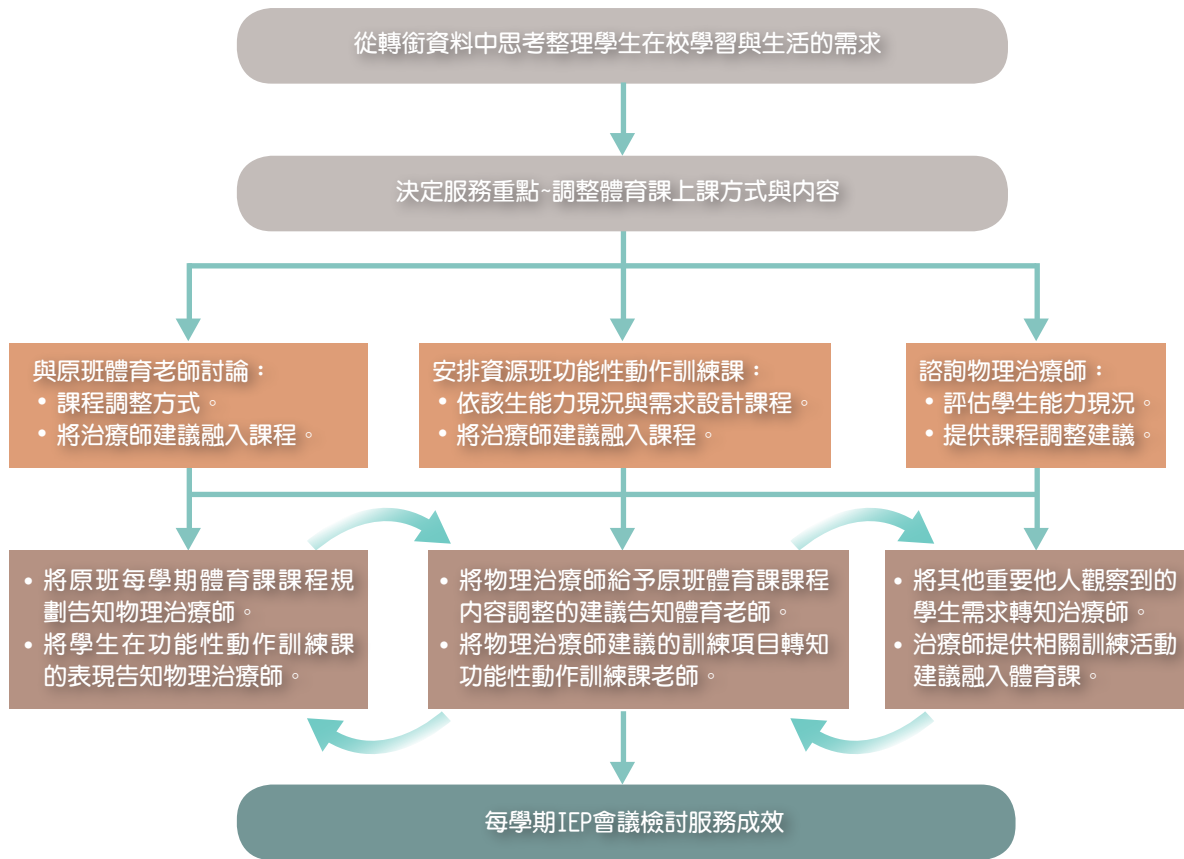 從轉銜資料中思考整理學生在校學習與生活的需求
決定服務重點~調整體育課上課方式與內容
與原班體育老師討論：
• 課程調整方式。
• 將治療師建議融入課程。
安排資源班功能性動作訓練課：
• 依該生能力現況與需求設計課程。
• 將治療師建議融入課程。
諮詢物理治療師：
• 評估學生能力現況。
• 提供課程調整建議。
• 將原班每學期體育課課程規
劃告知物理治療師。
• 將學生在功能性動作訓練課
的表現告知物理治療師。
• 將物理治療師給予原班體育課課程
內容調整的建議告知體育老師。
• 將物理治療師建議的訓練項目轉知
功能性動作訓練課老師。
• 將其他重要他人觀察到的
學生需求轉知治療師。
• 治療師提供相關訓練活動
建議融入體育課。
每學期IEP會議檢討服務成效